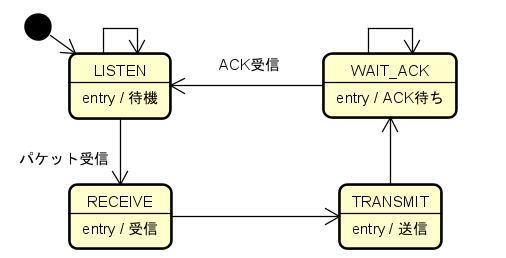 LISTEN
entry / 待機
ACK受信
WAIT_ACK
entry / ACK待ち
パケット受信
RECEIVE
entry / 受信
TRANSMIT
entry / 送信